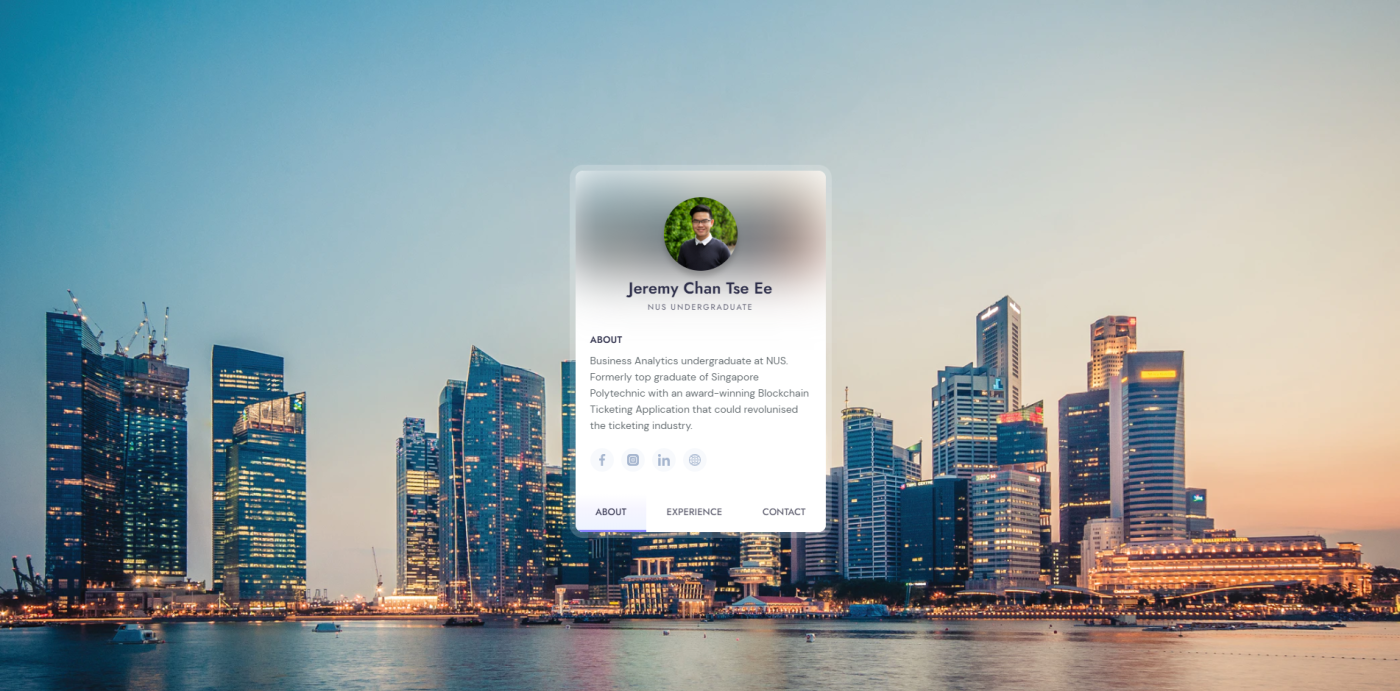 Jeremy Chan Tse Ee
NUS UNDERGRADUATE
ABOUT
Business Analytics undergraduate at NUS.
Formerly top graduate of Singapore
Polytechnic with an award-winning Blockchain
Ticketing Application that could revolunised
the ticketing industry.
ABOUT EXPERIENCE CONTACT